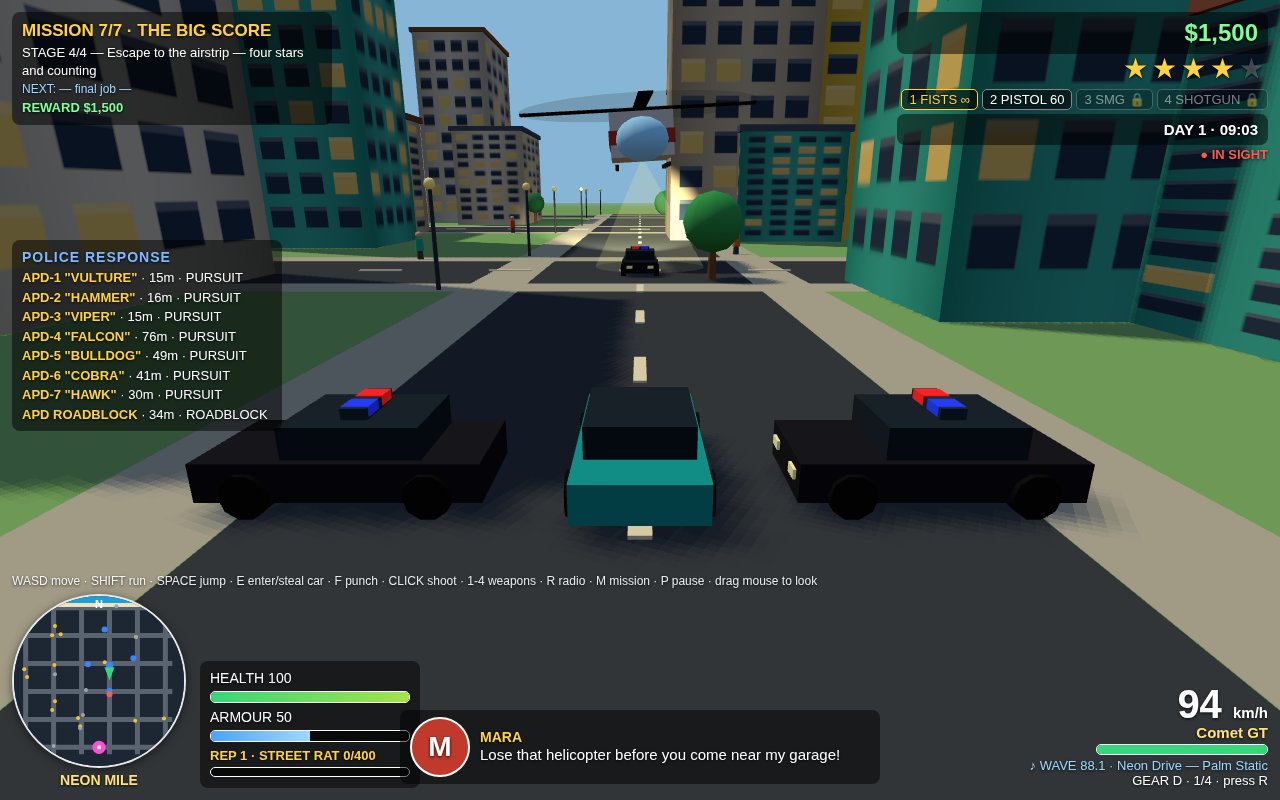 MISSION 7/7 · THE BIG SCORE
STAGE 4/4 — Escape to the airstrip — four stars
and counting
NEXT: — final job —
REWARD $1,500
$1,500
★★★★★
1 FISTS ∞ 2 PISTOL 60 3 SMG 🔒 4 SHOTGUN 🔒
DAY 1 · 09:03
● IN SIGHT
POLICE RESPONSE
APD-1 "VULTURE" · 15m · PURSUIT
APD-2 "HAMMER" · 16m · PURSUIT
APD-3 "VIPER" · 15m · PURSUIT
APD-4 "FALCON" · 76m · PURSUIT
APD-5 "BULLDOG" · 49m · PURSUIT
APD-6 "COBRA" · 41m · PURSUIT
APD-7 "HAWK" · 30m · PURSUIT
APD ROADBLOCK · 34m · ROADBLOCK
WASD move · SHIFT run · SPACE jump · E enter/steal car · F punch · CLICK shoot · 1-4 weapons · R radio · M mission · P pause · drag mouse to look
N
NEON MILE
HEALTH 100
ARMOUR 50
REP 1 · STREET RAT 0/400
M
MARA
Lose that helicopter before you come near my garage!
94 km/h
Comet GT
♪ WAVE 88.1 · Neon Drive — Palm Static
GEAR D · 1/4 · press R